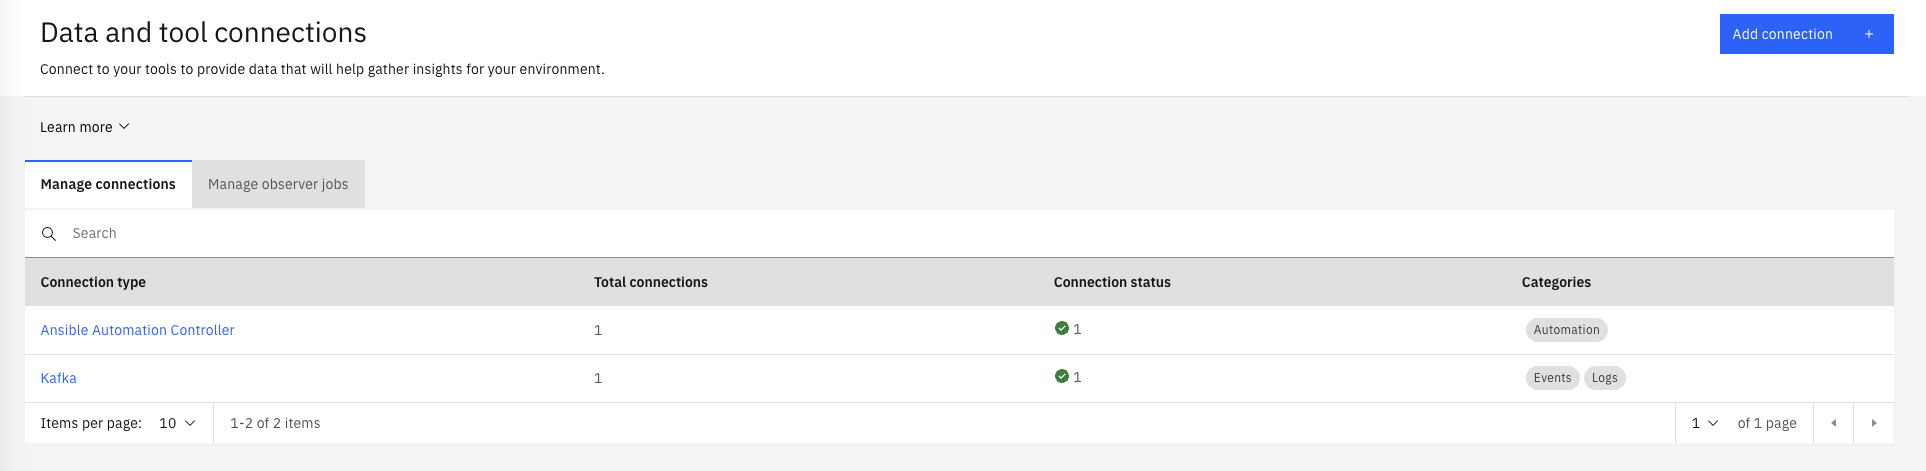 Data and tool connections
Add connection +
Connect to your tools to provide data that will help gather insights for your environment.
Learn more
Manage connections Manage observer jobs
Search
Connection type Total connections Connection status Categories
Ansible Automation Controller 1 1 Automation
Kafka 1 1 Events Logs
Items per page: 10 1-2 of 2 items 1 of 1 page